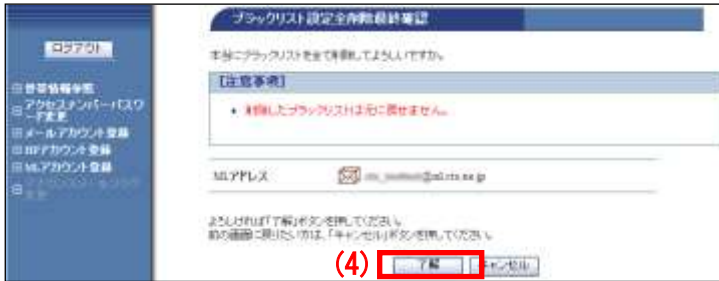 ブラックリスト設定全削除最終確認
ログアウト
本当にブラックリストを全て削除してよろしいですか。
【注意事項】
・ 削除したブラックリストは元に戻せません。
世帯情報参照
アクセスナンバーパスワ
ード変更
メールアカウント登録
HPアカウント登録
MLアカウント登録
変更
MLアドレス
よろしければ「了解」ボタンを押してください。
前の画面に戻りたい方は、「キャンセル」ボタンを押してください。
(4)
了解
キャンセル